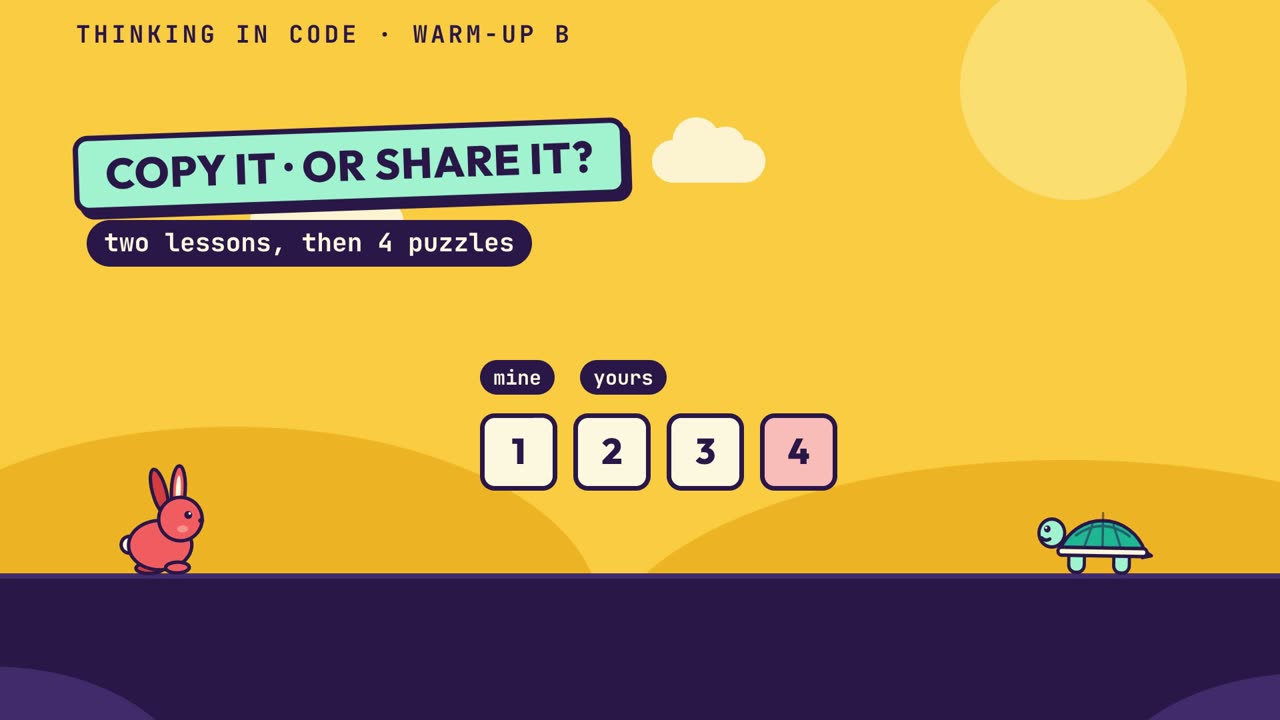 THINKING IN CODE · WARM-UP B
COPY IT · OR SHARE IT?
two lessons, then 4 puzzles
mine yours
1 2 3 4